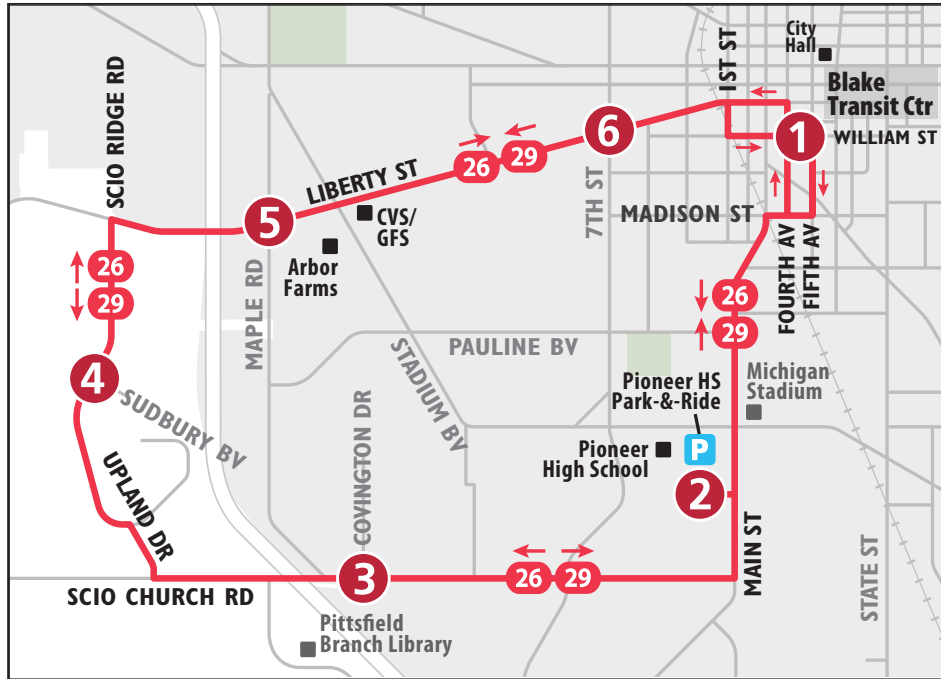 1ST ST
City
Hall
Blake
Transit Ctr
1
WILLIAM ST
SCIO RIDGE RD
6
26
29
LIBERTY ST
7TH ST
MADISON ST
5
CVS/
GFS
Arbor
Farms
MAPLE RD
FOURTH AV
FIFTH AV
26
29
26
29
PAULINE BV
STADIUM BV
4
SUDBURY BV
Pioneer HS
Park-&-Ride
Michigan
Stadium
P
Pioneer
High School
2
COVINGTON DR
UPLAND DR
MAIN ST
STATE ST
3
26
29
SCIO CHURCH RD
Pittsfield
Branch Library